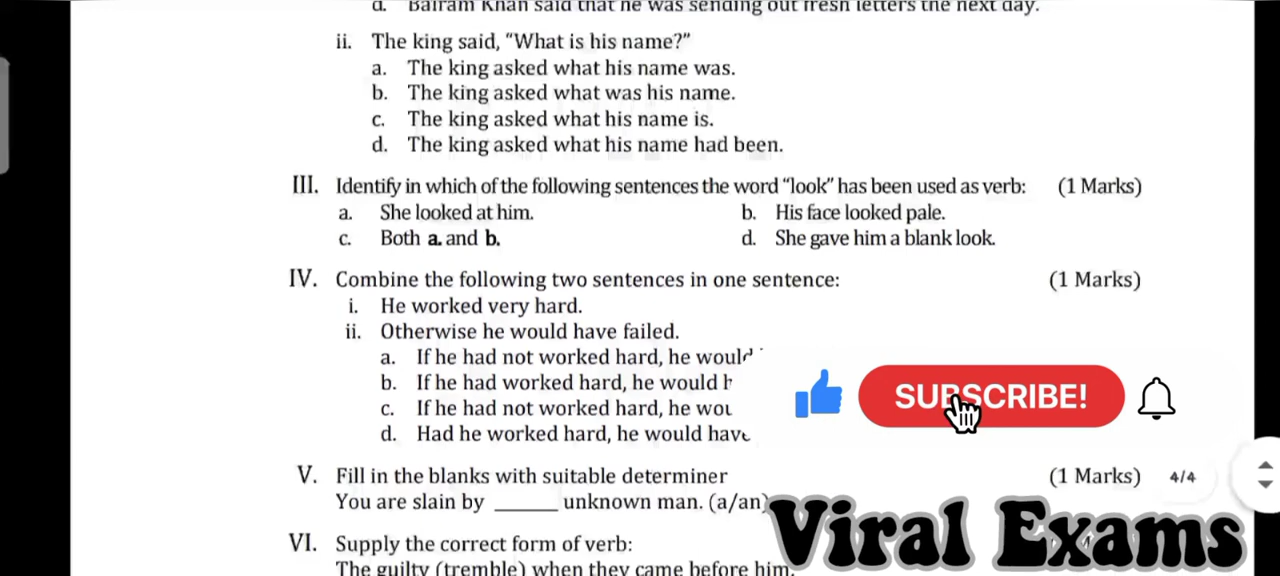 a. Bairam Khan said that he was sending out fresh letters the next day.
ii. The king said, "What is his name?"
a. The king asked what his name was.
b. The king asked what was his name.
c. The king asked what his name is.
d. The king asked what his name had been.
III. Identify in which of the following sentences the word "look" has been used as verb: (1 Marks)
a. She looked at him. b. His face looked pale.
c. Both a. and b. d. She gave him a blank look.
IV. Combine the following two sentences in one sentence: (1 Marks)
i. He worked very hard.
ii. Otherwise he would have failed.
a. If he had not worked hard, he would
b. If he had worked hard, he would
c. If he had not worked hard, he
d. Had he worked hard, he would have
SUBSCRIBE!
V. Fill in the blanks with suitable determiner (1 Marks)
4/4
You are slain by ______ unknown man. (a/an)
Viral Exams
VI. Supply the correct form of verb:
The guilty (tremble) when they came before him.